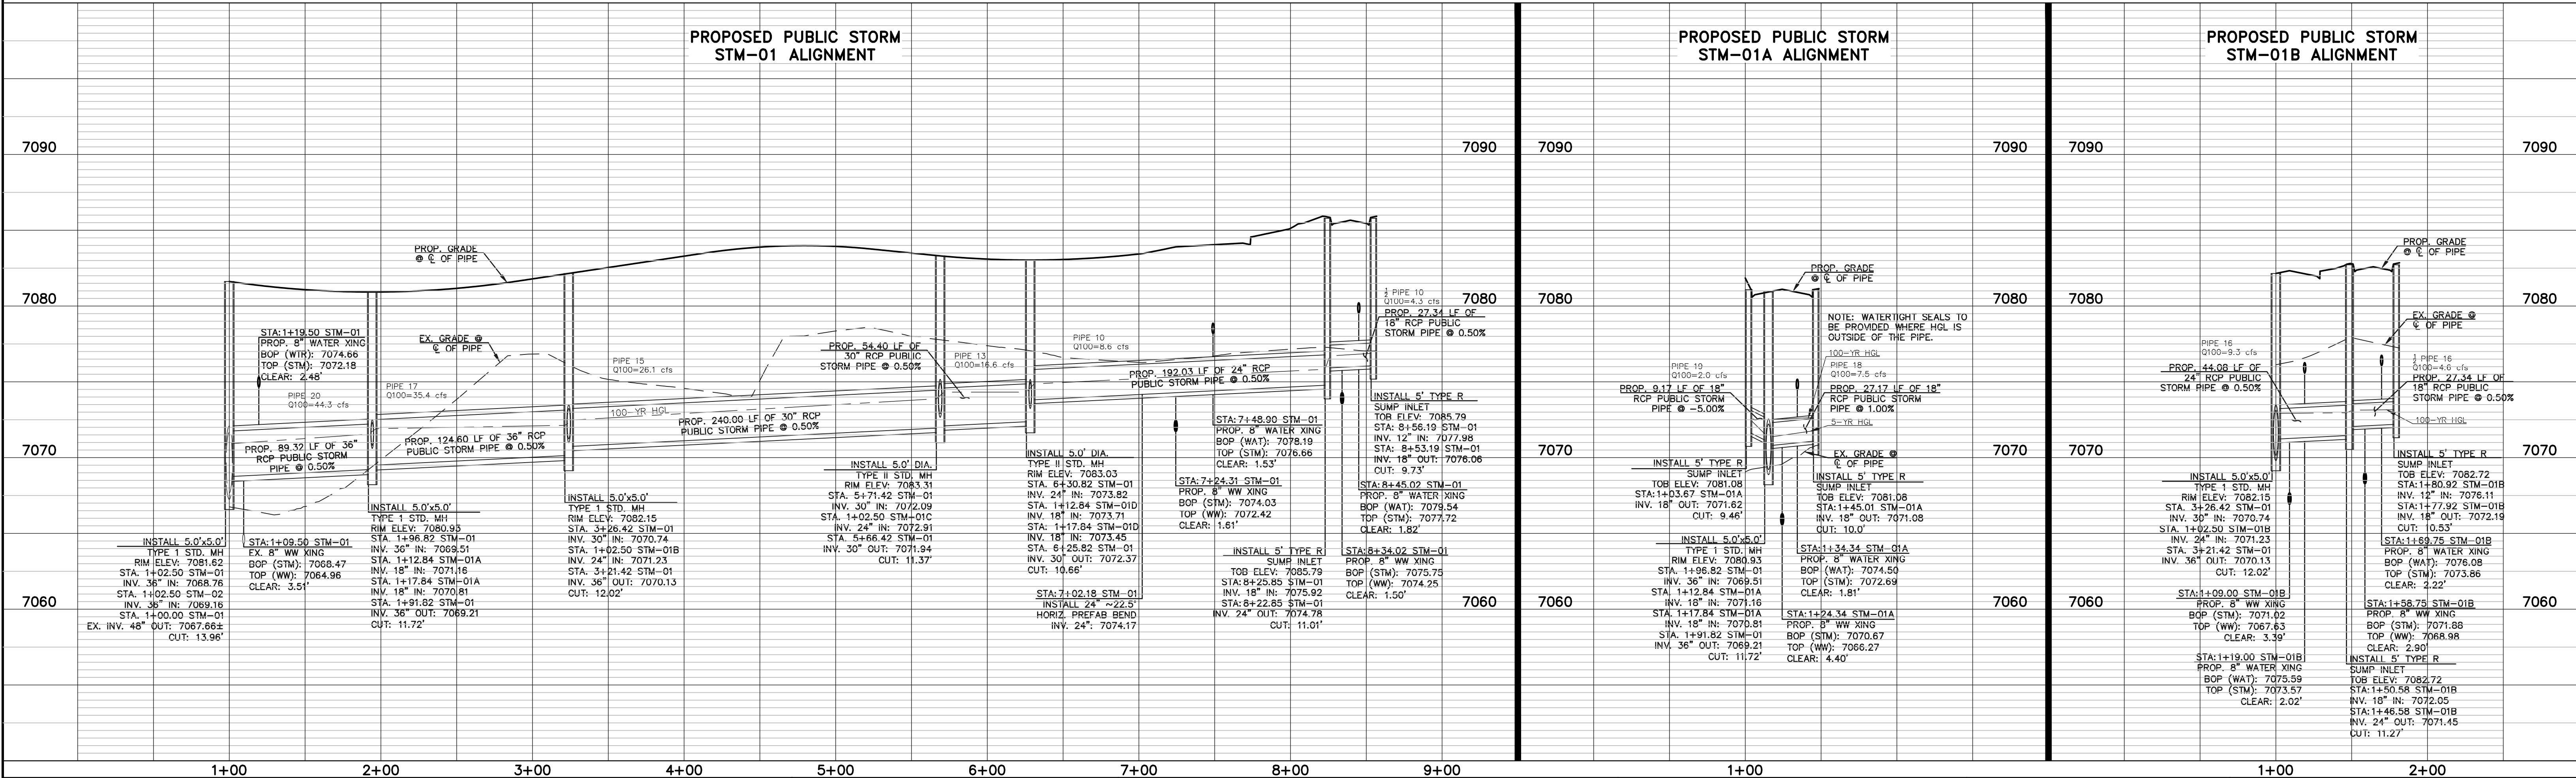 PROPOSED PUBLIC STORM
STM-01 ALIGNMENT
7090
7090
7080
7080
7070
7060
7060
PROP. GRADE
@ ℄ OF PIPE
EX. GRADE @
℄ OF PIPE
STA:1+19.50 STM-01
PROP. 8" WATER XING
BOP (WTR): 7074.66
TOP (STM): 7072.18
CLEAR: 2.48'
PIPE 20
Q100=44.3 cfs
PIPE 17
Q100=35.4 cfs
PIPE 15
Q100=26.1 cfs
PIPE 13
Q100=16.6 cfs
PIPE 10
Q100=8.6 cfs
½ PIPE 10
Q100=4.3 cfs
PROP. 27.34 LF OF
18" RCP PUBLIC
STORM PIPE @ 0.50%
PROP. 54.40 LF OF
30" RCP PUBLIC
STORM PIPE @ 0.50%
PROP. 192.03 LF OF 24" RCP
PUBLIC STORM PIPE @ 0.50%
100-YR HGL
PROP. 240.00 LF OF 30" RCP
PUBLIC STORM PIPE @ 0.50%
PROP. 124.60 LF OF 36" RCP
PUBLIC STORM PIPE @ 0.50%
PROP. 89.32 LF OF 36"
RCP PUBLIC STORM
PIPE @ 0.50%
INSTALL 5.0'x5.0'
TYPE 1 STD. MH
RIM ELEV: 7081.62
STA. 1+02.50 STM-01
INV. 36" IN: 7068.76
STA. 1+02.50 STM-02
INV. 36" IN: 7069.16
STA. 1+00.00 STM-01
EX. INV. 48" OUT: 7067.66±
CUT: 13.96'
STA:1+09.50 STM-01
EX. 8" WW XING
BOP (STM): 7068.47
TOP (WW): 7064.96
CLEAR: 3.51'
INSTALL 5.0'x5.0'
TYPE 1 STD. MH
RIM ELEV: 7080.93
STA. 1+96.82 STM-01
INV. 36" IN: 7069.51
STA. 1+12.84 STM-01A
INV. 18" IN: 7071.16
STA. 1+17.84 STM-01A
INV. 18" IN: 7070.81
STA. 1+91.82 STM-01
INV. 36" OUT: 7069.21
CUT: 11.72'
INSTALL 5.0'x5.0'
TYPE 1 STD. MH
RIM ELEV: 7082.15
STA. 3+26.42 STM-01
INV. 30" IN: 7070.74
STA. 1+02.50 STM-01B
INV. 24" IN: 7071.23
STA. 3+21.42 STM-01
INV. 36" OUT: 7070.13
CUT: 12.02'
INSTALL 5.0' DIA.
TYPE II STD. MH
RIM ELEV: 7083.31
STA. 5+71.42 STM-01
INV. 30" IN: 7072.09
STA. 1+02.50 STM-01C
INV. 24" IN: 7072.91
STA. 5+66.42 STM-01
INV. 30" OUT: 7071.94
CUT: 11.37'
INSTALL 5.0' DIA.
TYPE II STD. MH
RIM ELEV: 7083.03
STA. 6+30.82 STM-01
INV. 24" IN: 7073.82
STA. 1+12.84 STM-01D
INV. 18" IN: 7073.71
STA. 1+17.84 STM-01D
INV. 18" IN: 7073.45
STA. 6+25.82 STM-01
INV. 30" OUT: 7072.37
CUT: 10.66'
STA:7+02.18 STM-01
INSTALL 24" ~22.5°
HORIZ. PREFAB BEND
INV. 24": 7074.17
STA:7+24.31 STM-01
PROP. 8" WW XING
BOP (STM): 7074.03
TOP (WW): 7072.42
CLEAR: 1.61'
STA:7+48.90 STM-01
PROP. 8" WATER XING
BOP (WAT): 7078.19
TOP (STM): 7076.66
CLEAR: 1.53'
INSTALL 5' TYPE R
SUMP INLET
TOB ELEV: 7085.79
STA:8+25.85 STM-01
INV. 18" IN: 7075.92
STA:8+22.85 STM-01
INV. 24" OUT: 7074.78
CUT: 11.01'
STA:8+34.02 STM-01
PROP. 8" WW XING
BOP (STM): 7075.75
TOP (WW): 7074.25
CLEAR: 1.50'
STA:8+45.02 STM-01
PROP. 8" WATER XING
BOP (WAT): 7079.54
TOP (STM): 7077.72
CLEAR: 1.82'
INSTALL 5' TYPE R
SUMP INLET
TOB ELEV: 7085.79
STA: 8+56.19 STM-01
INV. 12" IN: 7077.98
STA: 8+53.19 STM-01
INV. 18" OUT: 7076.06
CUT: 9.73'
1+00
2+00
3+00
4+00
5+00
6+00
7+00
8+00
9+00
PROPOSED PUBLIC STORM
STM-01A ALIGNMENT
7090
7090
7080
7080
7070
7070
7060
7060
PROP. GRADE
@ ℄ OF PIPE
NOTE: WATERTIGHT SEALS TO
BE PROVIDED WHERE HGL IS
OUTSIDE OF THE PIPE.
100-YR HGL
PIPE 18
Q100=7.5 cfs
PIPE 19
Q100=2.0 cfs
PROP. 9.17 LF OF 18"
RCP PUBLIC STORM
PIPE @ -5.00%
PROP. 27.17 LF OF 18"
RCP PUBLIC STORM
PIPE @ 1.00%
5-YR HGL
EX. GRADE @
℄ OF PIPE
INSTALL 5' TYPE R
SUMP INLET
TOB ELEV: 7081.08
STA:1+03.67 STM-01A
INV. 18" OUT: 7071.62
CUT: 9.46'
INSTALL 5' TYPE R
SUMP INLET
TOB ELEV: 7081.08
STA:1+45.01 STM-01A
INV. 18" OUT: 7071.08
CUT: 10.0'
INSTALL 5.0'x5.0'
TYPE 1 STD. MH
RIM ELEV: 7080.93
STA. 1+96.82 STM-01
INV. 36" IN: 7069.51
STA. 1+12.84 STM-01A
INV. 18" IN: 7071.16
STA. 1+17.84 STM-01A
INV. 18" IN: 7070.81
STA. 1+91.82 STM-01
INV. 36" OUT: 7069.21
CUT: 11.72'
STA:1+34.34 STM-01A
PROP. 8" WATER XING
BOP (WAT): 7074.50
TOP (STM): 7072.69
CLEAR: 1.81'
STA:1+24.34 STM-01A
PROP. 8" WW XING
BOP (STM): 7070.67
TOP (WW): 7066.27
CLEAR: 4.40'
1+00
PROPOSED PUBLIC STORM
STM-01B ALIGNMENT
7090
7090
7080
7080
7070
7070
7060
7060
PROP. GRADE
@ ℄ OF PIPE
EX. GRADE @
℄ OF PIPE
PIPE 16
Q100=9.3 cfs
½ PIPE 16
Q100=4.6 cfs
PROP. 44.08 LF OF
24" RCP PUBLIC
STORM PIPE @ 0.50%
PROP. 27.34 LF OF
18" RCP PUBLIC
STORM PIPE @ 0.50%
100-YR HGL
INSTALL 5.0'x5.0'
TYPE 1 STD. MH
RIM ELEV: 7082.15
STA. 3+26.42 STM-01
INV. 30" IN: 7070.74
STA. 1+02.50 STM-01B
INV. 24" IN: 7071.23
STA. 3+21.42 STM-01
INV. 36" OUT: 7070.13
CUT: 12.02'
STA:1+09.00 STM-01B
PROP. 8" WW XING
BOP (STM): 7071.02
TOP (WW): 7067.63
CLEAR: 3.39'
STA:1+19.00 STM-01B
PROP. 8" WATER XING
BOP (WAT): 7075.59
TOP (STM): 7073.57
CLEAR: 2.02'
INSTALL 5' TYPE R
SUMP INLET
TOB ELEV: 7082.72
STA:1+80.92 STM-01B
INV. 12" IN: 7076.11
STA:1+77.92 STM-01B
INV. 18" OUT: 7072.19
CUT: 10.53'
STA:1+69.75 STM-01B
PROP. 8" WATER XING
BOP (WAT): 7076.08
TOP (STM): 7073.86
CLEAR: 2.22'
STA:1+58.75 STM-01B
PROP. 8" WW XING
BOP (STM): 7071.88
TOP (WW): 7068.98
CLEAR: 2.90'
INSTALL 5' TYPE R
SUMP INLET
TOB ELEV: 7082.72
STA:1+50.58 STM-01B
INV. 18" IN: 7072.05
STA:1+46.58 STM-01B
INV. 24" OUT: 7071.45
CUT: 11.27'
1+00
2+00